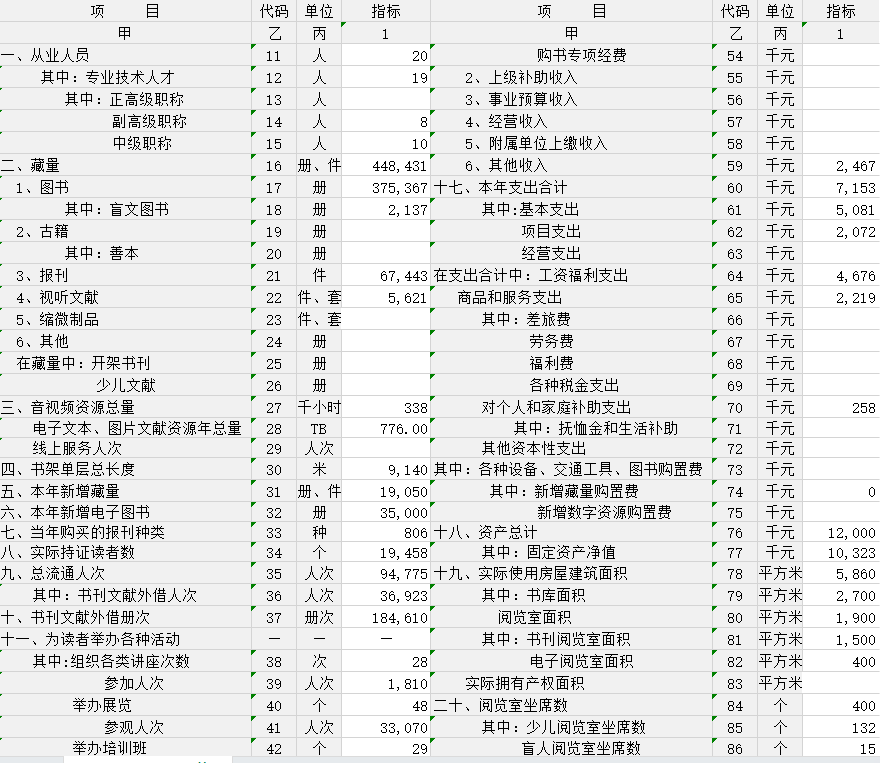 项 目 代码 单位 指标 项 目 代码 单位 指标
甲 乙 丙 1 甲 乙 丙 1
一、从业人员 11 人 20 购书专项经费 54 千元
其中：专业技术人才 12 人 19 2、上级补助收入 55 千元
其中：正高级职称 13 人 3、事业预算收入 56 千元
副高级职称 14 人 8 4、经营收入 57 千元
中级职称 15 人 10 5、附属单位上缴收入 58 千元
二、藏量 16 册、件 448,431 6、其他收入 59 千元 2,467
1、图书 17 册 375,367 十七、本年支出合计 60 千元 7,153
其中：盲文图书 18 册 2,137 其中:基本支出 61 千元 5,081
2、古籍 19 册 项目支出 62 千元 2,072
其中：善本 20 册 经营支出 63 千元
3、报刊 21 件 67,443 在支出合计中：工资福利支出 64 千元 4,676
4、视听文献 22 件、套 5,621 商品和服务支出 65 千元 2,219
5、缩微制品 23 件、套 其中：差旅费 66 千元
6、其他 24 册 劳务费 67 千元
在藏量中：开架书刊 25 册 福利费 68 千元
少儿文献 26 册 各种税金支出 69 千元
三、音视频资源总量 27 千小时 338 对个人和家庭补助支出 70 千元 258
电子文本、图片文献资源年总量 28 TB 776.00 其中：抚恤金和生活补助 71 千元
线上服务人次 29 人次 其他资本性支出 72 千元
四、书架单层总长度 30 米 9,140 其中：各种设备、交通工具、图书购置费 73 千元
五、本年新增藏量 31 册、件 19,050 其中：新增藏量购置费 74 千元 0
六、本年新增电子图书 32 册 35,000 新增数字资源购置费 75 千元
七、当年购买的报刊种类 33 种 806 十八、资产总计 76 千元 12,000
八、实际持证读者数 34 个 19,458 其中：固定资产净值 77 千元 10,323
九、总流通人次 35 人次 94,775 十九、实际使用房屋建筑面积 78 平方米 5,860
其中：书刊文献外借人次 36 人次 36,923 其中：书库面积 79 平方米 2,700
十、书刊文献外借册次 37 册次 184,610 阅览室面积 80 平方米 1,900
十一、为读者举办各种活动 — — — 其中：书刊阅览室面积 81 平方米 1,500
其中:组织各类讲座次数 38 次 28 电子阅览室面积 82 平方米 400
参加人次 39 人次 1,810 实际拥有产权面积 83 平方米
举办展览 40 个 48 二十、阅览室坐席数 84 个 400
参观人次 41 人次 33,070 其中：少儿阅览室坐席数 85 个 132
举办培训班 42 个 29 盲人阅览室坐席数 86 个 15